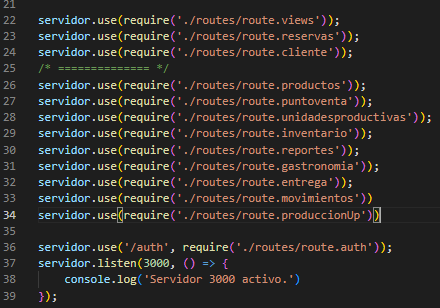 21
22 servidor.use(require('./routes/route.views'));
23 servidor.use(require('./routes/route.reservas'));
24 servidor.use(require('./routes/route.cliente'));
25 /* ============== */
26 servidor.use(require('./routes/route.productos'));
27 servidor.use(require('./routes/route.puntoventa'));
28 servidor.use(require('./routes/route.unidadesproductivas'));
29 servidor.use(require('./routes/route.inventario'));
30 servidor.use(require('./routes/route.reportes'));
31 servidor.use(require('./routes/route.gastronomia'));
32 servidor.use(require('./routes/route.entrega'));
33 servidor.use(require('./routes/route.movimientos'))
34 servidor.use(require('./routes/route.produccionUp'))
35
36 servidor.use('/auth', require('./routes/route.auth'));
37 servidor.listen(3000, () => {
38 console.log('Servidor 3000 activo.')
39 });